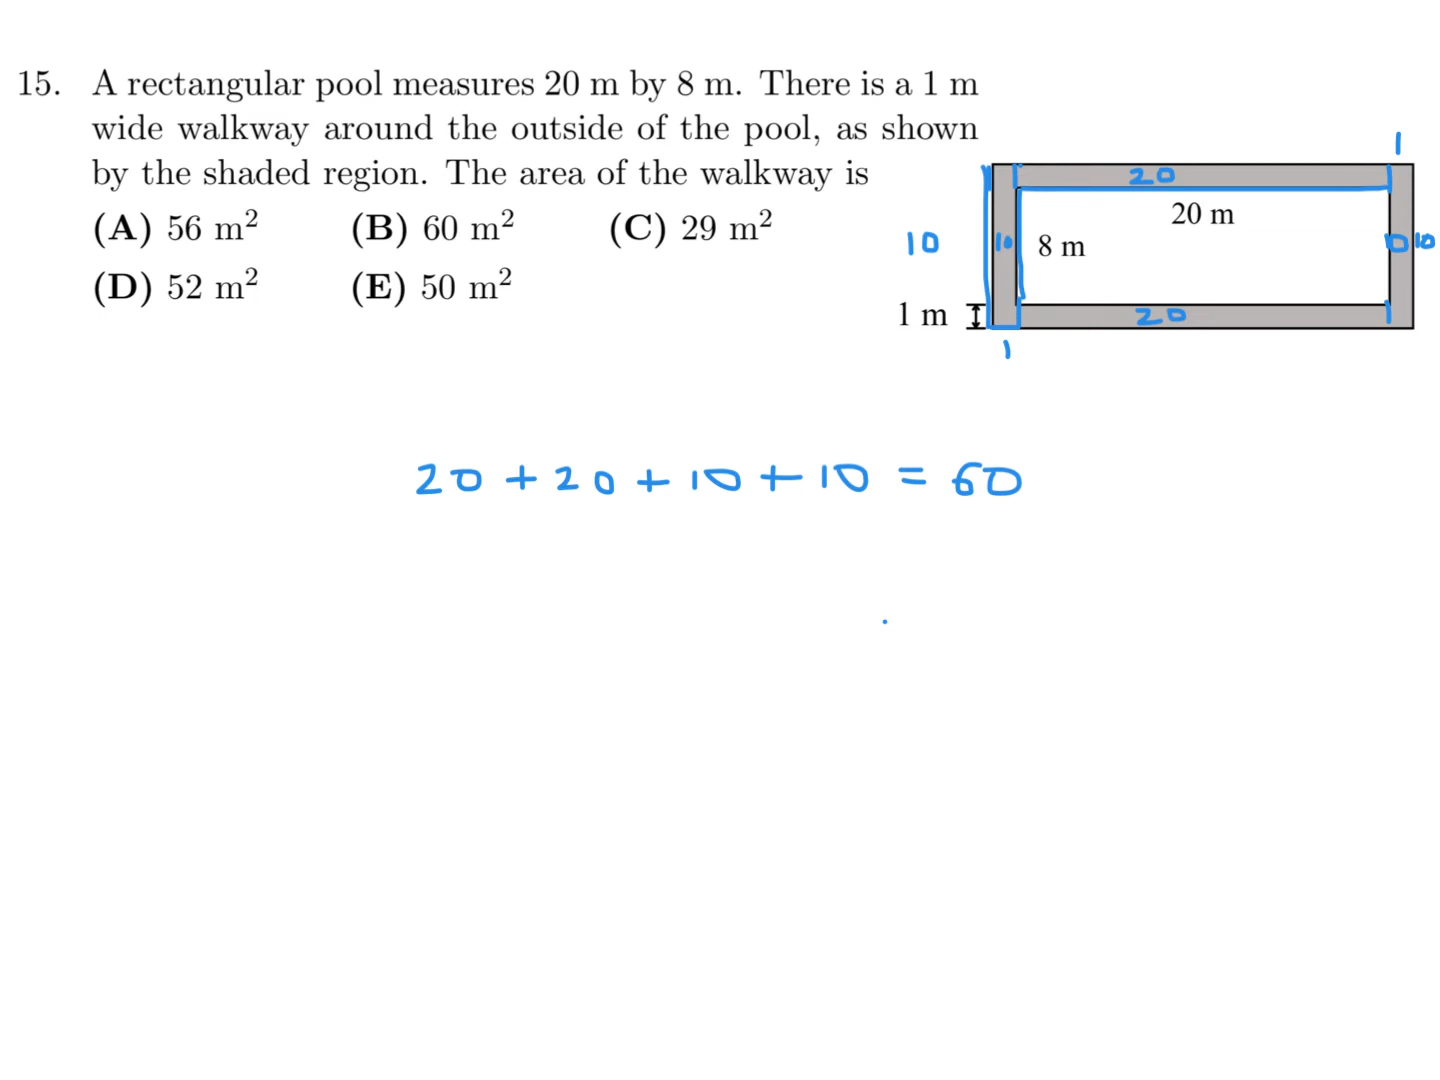 15. A rectangular pool measures 20 m by 8 m. There is a 1 m
wide walkway around the outside of the pool, as shown
by the shaded region. The area of the walkway is
(A) 56 m² (B) 60 m² (C) 29 m²
(D) 52 m² (E) 50 m²
1
20
20 m
10 10 8 m 10 10
1 m 20
1
20 + 20 + 10 + 10 = 60